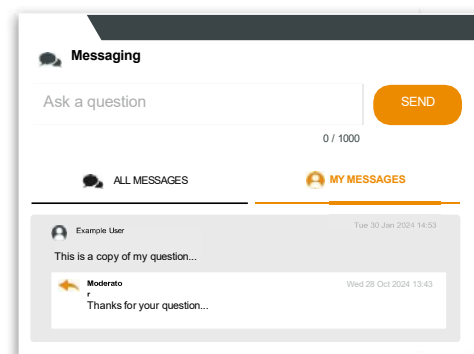 Messaging
Ask a question
SEND
0 / 1000
ALL MESSAGES
MY MESSAGES
Example User
Tue 30 Jan 2024 14:53
This is a copy of my question...
Moderato
r
Wed 28 Oct 2024 13:43
Thanks for your question...